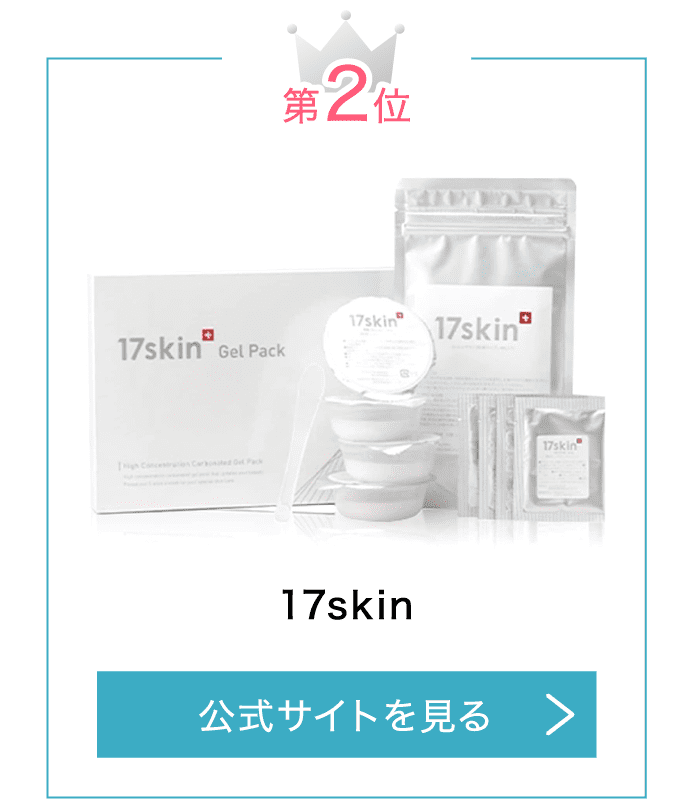 第2位
17skin
Gel Pack
High Concentration Carbonated Gel Pack
17skin
17skin
17skin
17skin
公式サイトを見る